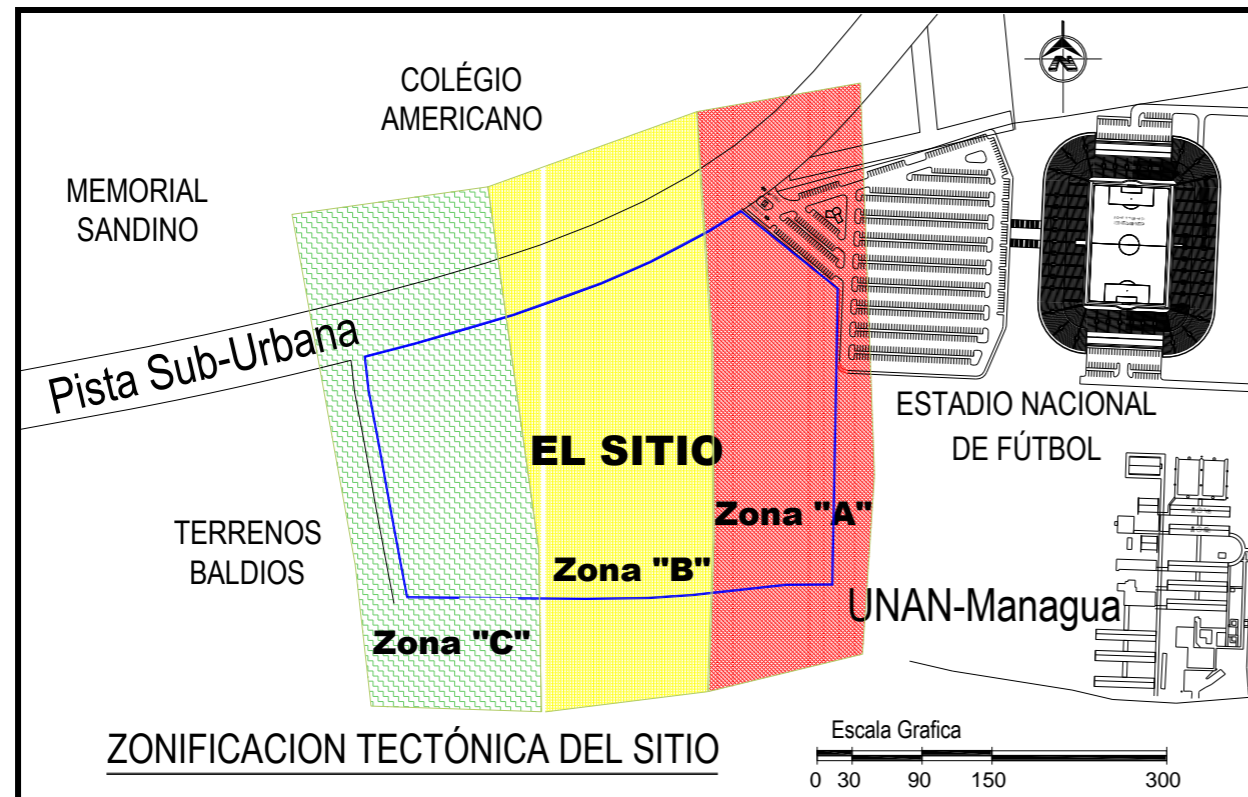 COLÉGIO
AMERICANO
MEMORIAL
SANDINO
Pista Sub-Urbana
EL SITIO
ESTADIO NACIONAL
DE FÚTBOL
Zona "A"
TERRENOS
BALDIOS
Zona "B"
UNAN-Managua
Zona "C"
ZONIFICACION TECTÓNICA DEL SITIO
Escala Grafica
0 30 90 150 300